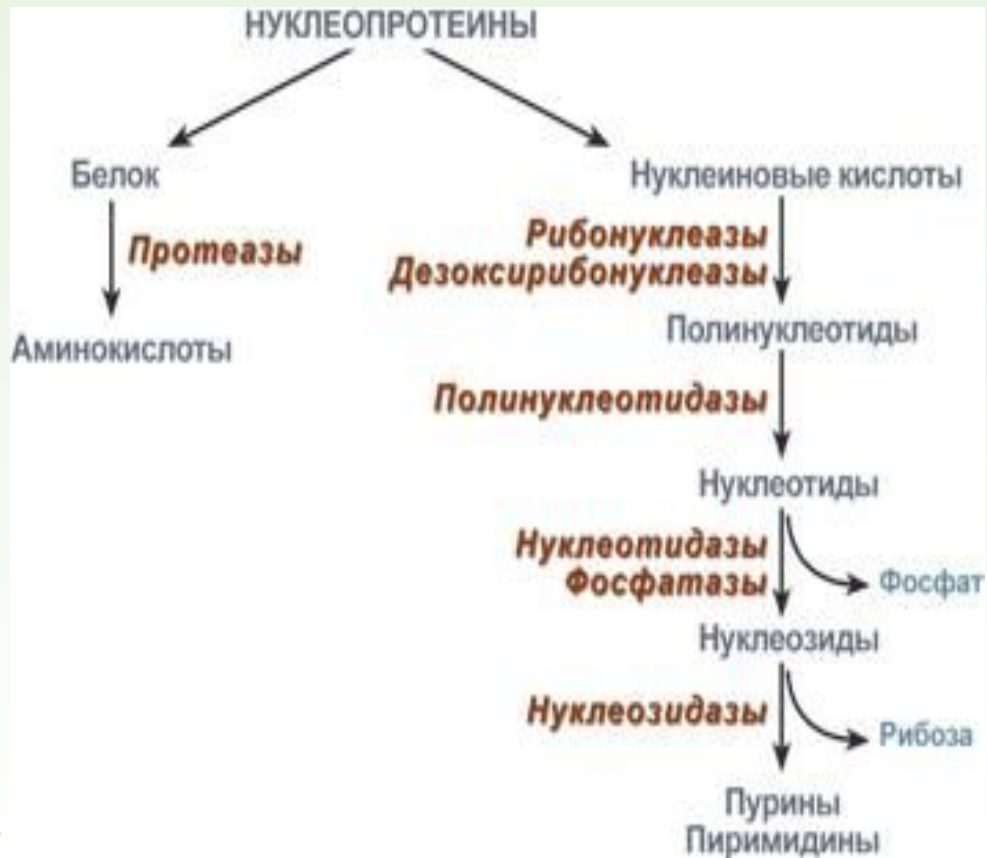 НУКЛЕОПРОТЕИНЫ
Белок
Нуклеиновые кислоты
Протеазы
Рибонуклеазы
Дезоксирибонуклеазы
Аминокислоты
Полинуклеотиды
Полинуклеотидазы
Нуклеотиды
Нуклеотидазы
Фосфатазы
Фосфат
Нуклеозиды
Нуклеозидазы
Рибоза
Пурины
Пиримидины